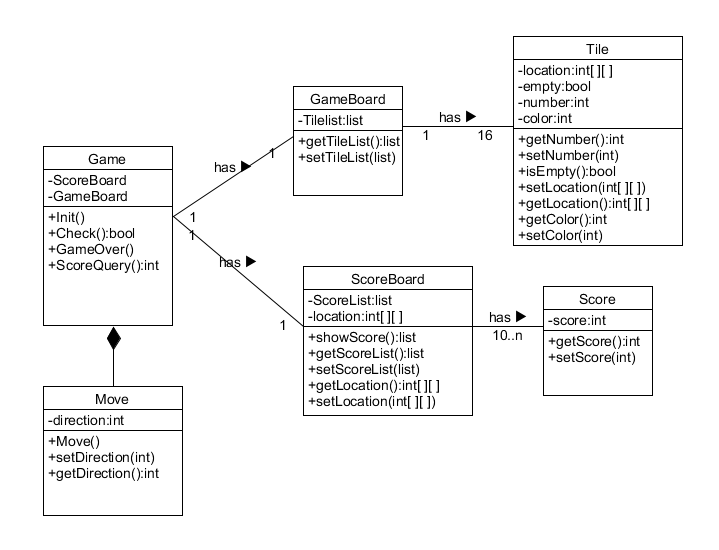 Tile
-location:int[ ][ ]
-empty:bool
-number:int
-color:int
+getNumber():int
+setNumber(int)
+isEmpty():bool
+setLocation(int[ ][ ])
+getLocation():int[ ][ ]
+getColor():int
+setColor(int)
GameBoard
-Tilelist:list
+getTileList():list
+setTileList(list)
has ▶
1
16
Game
-ScoreBoard
-GameBoard
+Init()
+Check():bool
+GameOver()
+ScoreQuery():int
has ▶
1
1
1
has ▶
1
ScoreBoard
-ScoreList:list
-location:int[ ][ ]
+showScore():list
+getScoreList():list
+setScoreList(list)
+getLocation():int[ ][ ]
+setLocation(int[ ][ ])
has ▶
10..n
Score
-score:int
+getScore():int
+setScore(int)
Move
-direction:int
+Move()
+setDirection(int)
+getDirection():int